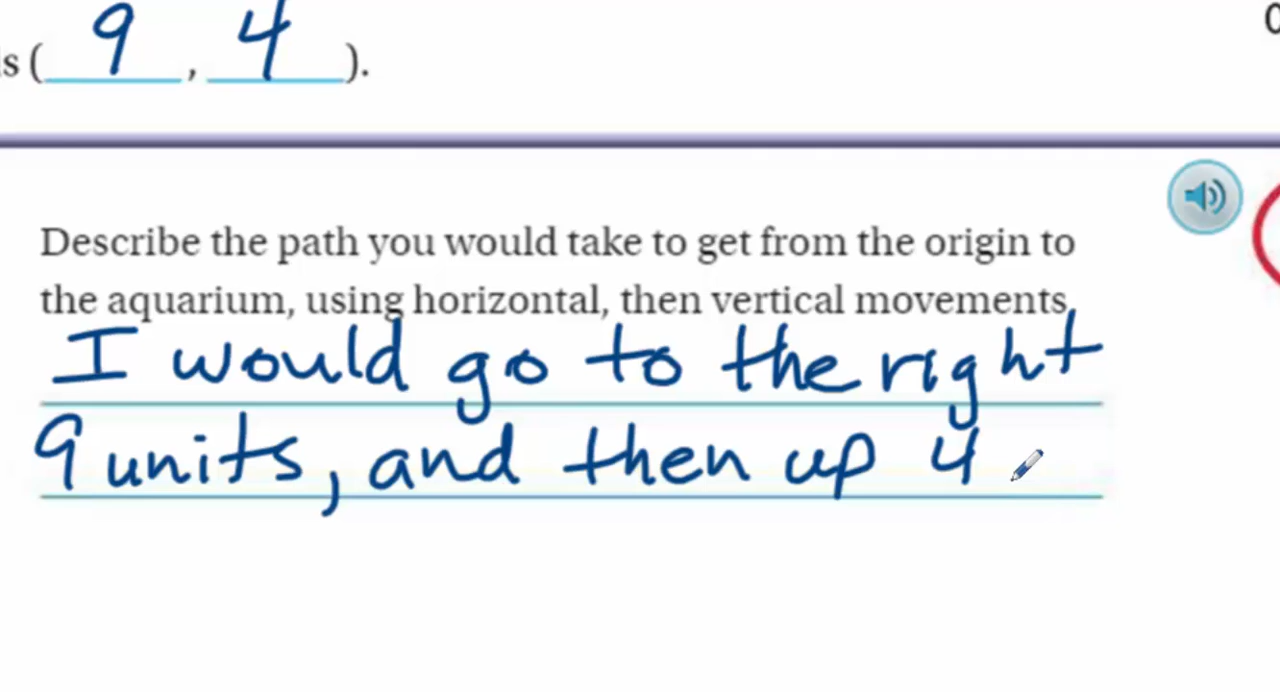 s ( 9 , 4 ).
0
Describe the path you would take to get from the origin to
the aquarium, using horizontal, then vertical movements.
I would go to the right
9 units, and then up 4